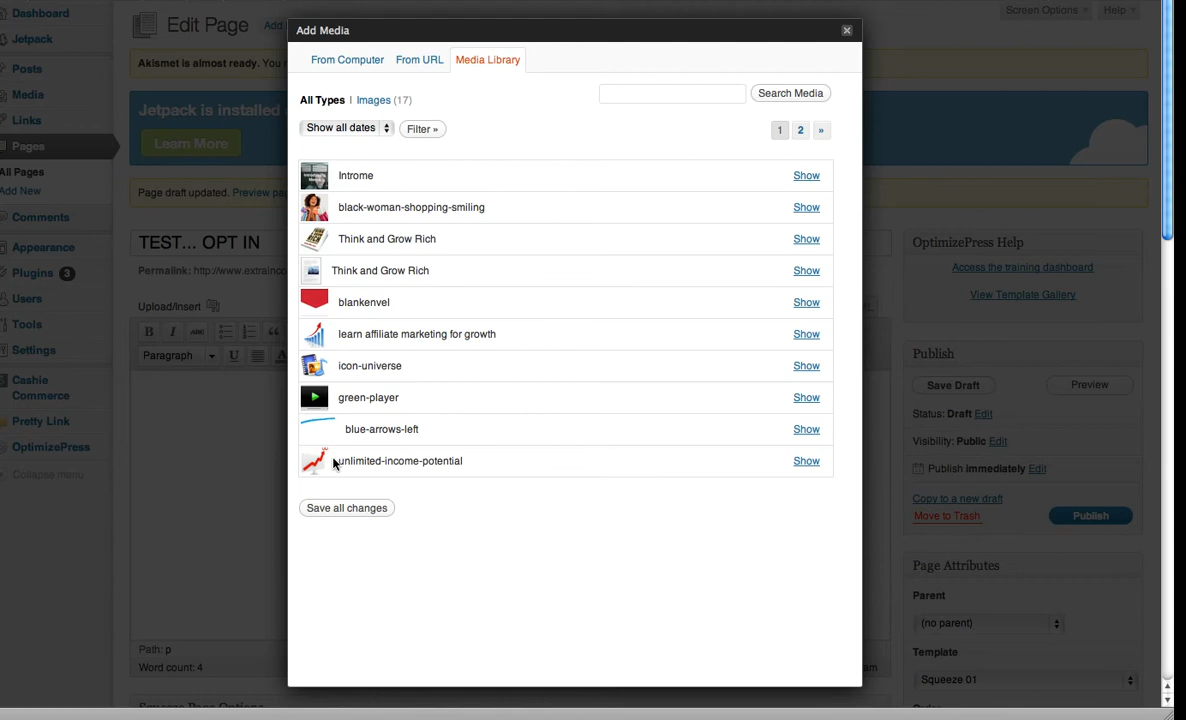 Dashboard
Jetpack
Posts
Media
Links
Pages
All Pages
Add New
Comments
Appearance
Plugins 3
Users
Tools
Settings
Cashie
Commerce
Pretty Link
OptimizePress
Collapse menu
Edit Page
Screen Options
Help
Akismet is almost ready.
Jetpack is installed
Learn More
Page draft updated. Preview
TEST... OPT IN
Permalink:
Upload/Insert
B I ABC
Paragraph U
Path: p
Word count: 4
Add Media
From Computer From URL Media Library
All Types | Images (17)
Search Media
Show all dates Filter »
1 2 »
Introme Show
black-woman-shopping-smiling Show
Think and Grow Rich Show
Think and Grow Rich Show
blankenvel Show
learn affiliate marketing for growth Show
icon-universe Show
green-player Show
blue-arrows-left Show
unlimited-income-potential Show
Save all changes
OptimizePress Help
Access the training dashboard
View Template Gallery
Publish
Save Draft Preview
Status: Draft Edit
Visibility: Public Edit
Publish immediately Edit
Copy to a new draft
Move to Trash Publish
Page Attributes
Parent
(no parent)
Template
Squeeze 01